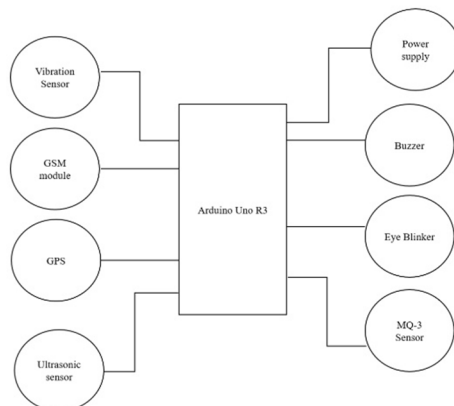 Vibration
Sensor
GSM
module
GPS
Ultrasonic
sensor
Arduino Uno R3
Power
supply
Buzzer
Eye Blinker
MQ-3
Sensor